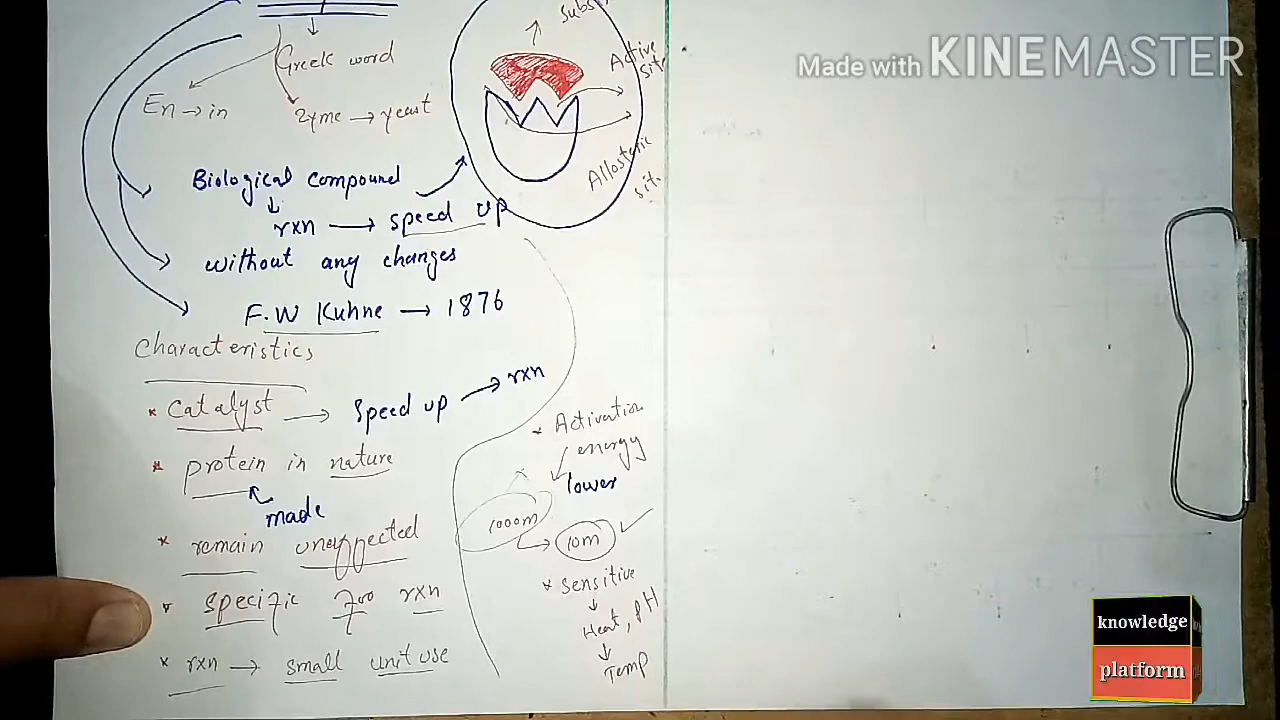 Subs
Greek word
En → in
Zyme → yeast
Active
site
Allosteric
site
Biological compound
rxn → speed up
without any changes
F.W Kuhne → 1876
Characteristics
* Catalyst → Speed up → rxn
* protein in nature
made
* remain unaffected
* specific for rxn
* rxn → small unit use
* Activation
energy
lower
1000m
10m
* Sensitive
Heat, pH
Temp
Made with KINEMASTER
knowledge
platform